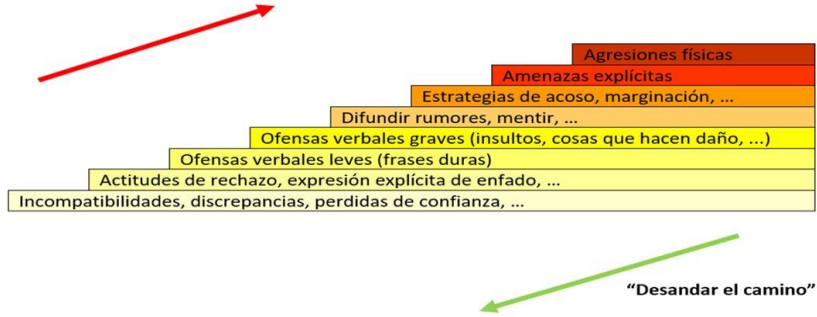 Agresiones físicas
Amenazas explícitas
Estrategias de acoso, marginación, ...
Difundir rumores, mentir, ...
Ofensas verbales graves (insultos, cosas que hacen daño, ...)
Ofensas verbales leves (frases duras)
Actitudes de rechazo, expresión explícita de enfado, ...
Incompatibilidades, discrepancias, perdidas de confianza, ...
“Desandar el camino”